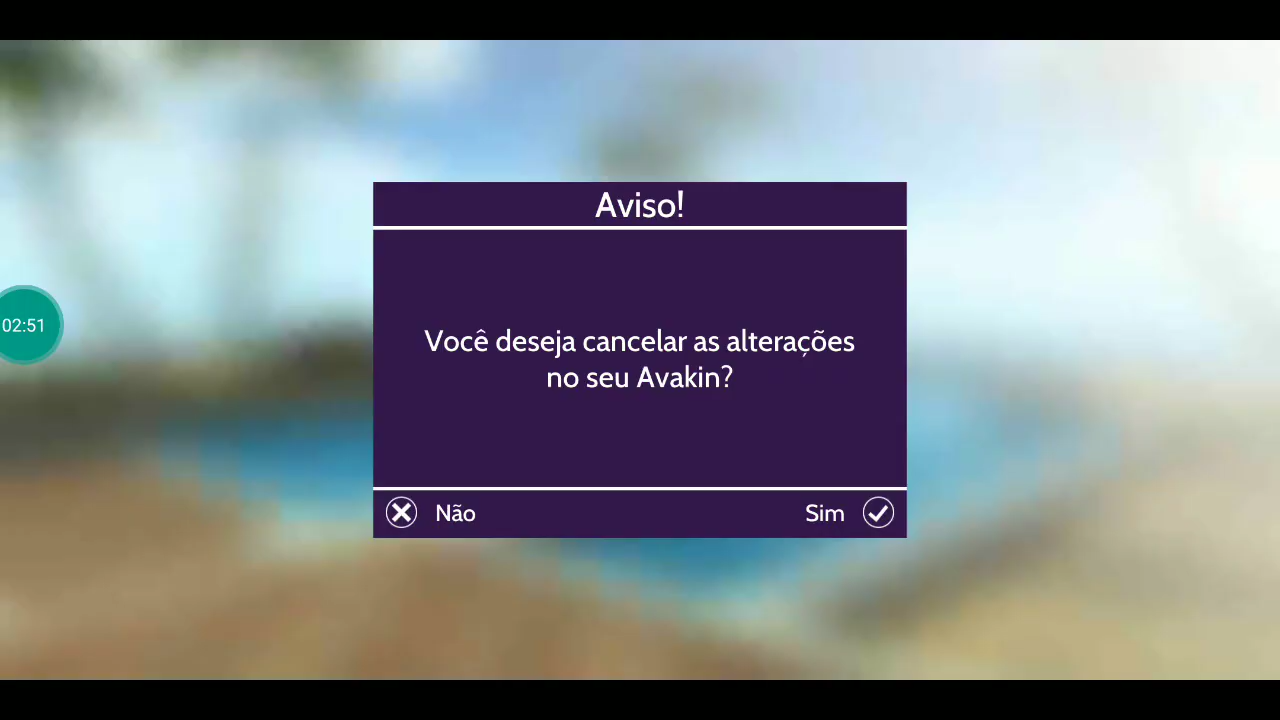 Aviso!
02:51
Você deseja cancelar as alterações
no seu Avakin?
Não
Sim